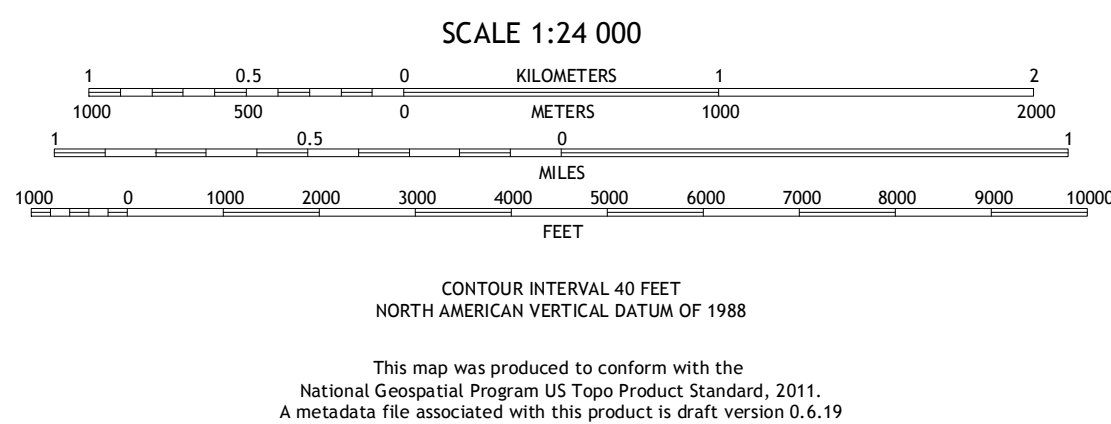 SCALE 1:24 000
1 0.5 0 KILOMETERS 1 2
1000 500 0 METERS 1000 2000
1 0.5 0 1
MILES
1000 0 1000 2000 3000 4000 5000 6000 7000 8000 9000 10000
FEET
CONTOUR INTERVAL 40 FEET
NORTH AMERICAN VERTICAL DATUM OF 1988
This map was produced to conform with the
National Geospatial Program US Topo Product Standard, 2011.
A metadata file associated with this product is draft version 0.6.19